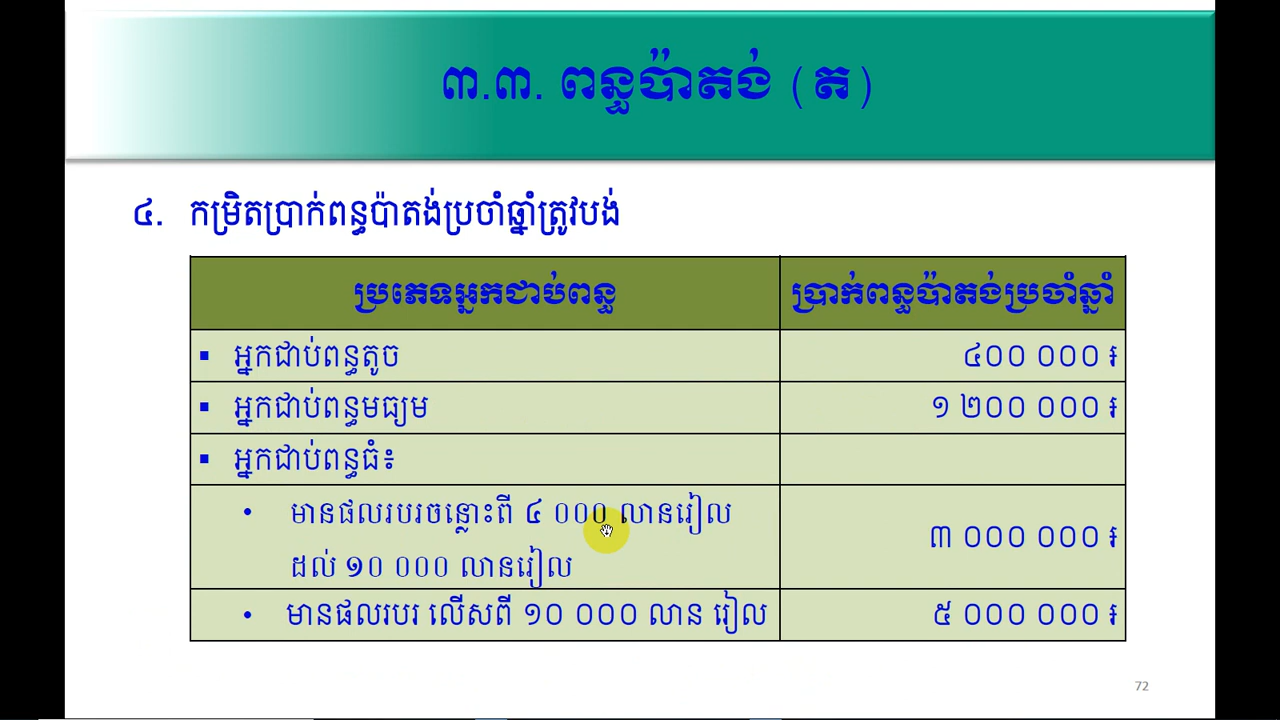 ៣.៣. ពន្ធប៉ាតង់ (ត)
៤. កម្រិតប្រាក់ពន្ធប៉ាតង់ប្រចាំឆ្នាំត្រូវបង់
ប្រភេទអ្នកជាប់ពន្ធ ប្រាក់ពន្ធប៉ាតង់ប្រចាំឆ្នាំ
▪ អ្នកជាប់ពន្ធតូច ៤០០ ០០០ ៛
▪ អ្នកជាប់ពន្ធមធ្យម ១ ២០០ ០០០ ៛
▪ អ្នកជាប់ពន្ធធំ៖
• មានផលរបរចន្លោះពី ៤ ០០០ លានរៀល
ដល់ ១០ ០០០ លានរៀល ៣ ០០០ ០០០ ៛
• មានផលរបរ លើសពី ១០ ០០០ លាន រៀល ៥ ០០០ ០០០ ៛
72